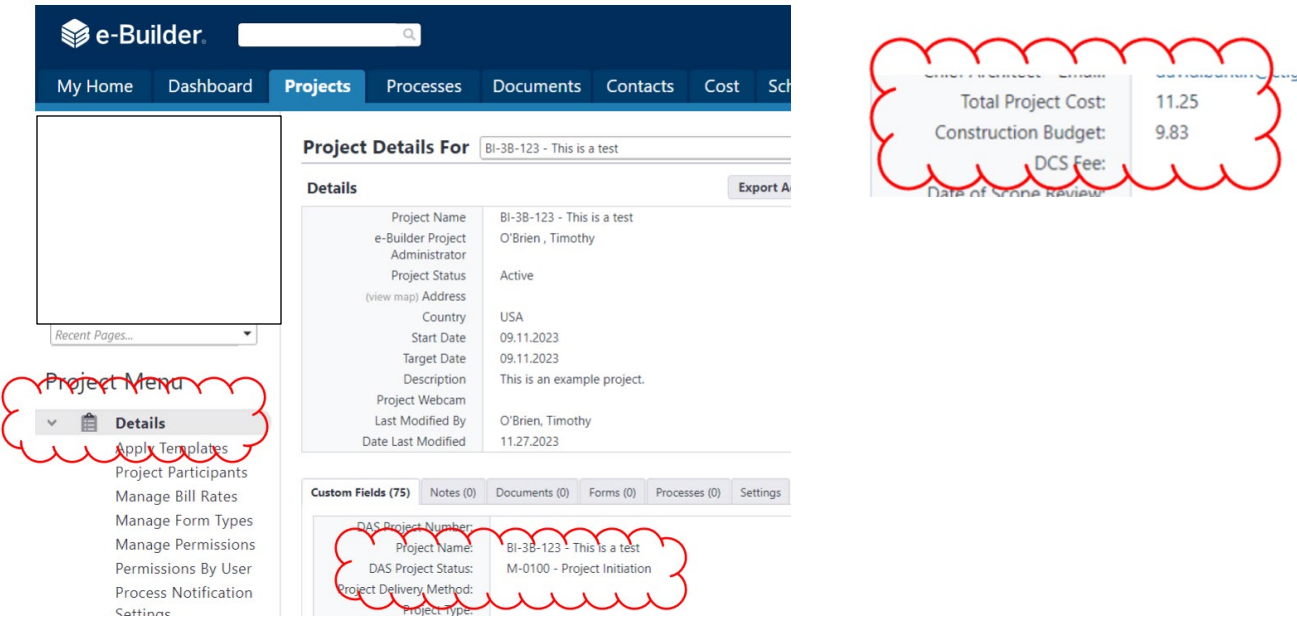 e-Builder.
My Home Dashboard Projects Processes Documents Contacts Cost
Project Details For BI-3B-123 - This is a test
Details Export
Project Name BI-3B-123 - This is a test
e-Builder Project Administrator O'Brien , Timothy
Project Status Active
(view map) Address
Country USA
Start Date 09.11.2023
Target Date 09.11.2023
Description This is an example project.
Project Webcam
Last Modified By O'Brien, Timothy
Date Last Modified 11.27.2023
Custom Fields (75) Notes (0) Documents (0) Forms (0) Processes (0) Settings
DAS Project Number:
Project Name: BI-3B-123 - This is a test
DAS Project Status: M-0100 - Project Initiation
Project Delivery Method:
Project Type:
Recent Pages...
Project Menu
Details
Apply Templates
Project Participants
Manage Bill Rates
Manage Form Types
Manage Permissions
Permissions By User
Process Notification
Settings
Total Project Cost: 11.25
Construction Budget: 9.83
DCS Fee:
Date of Scope Review: